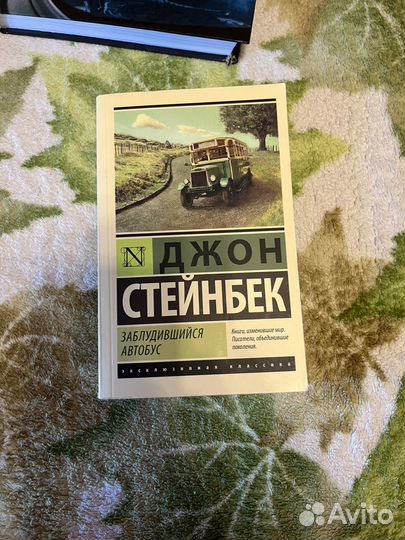 N
ДЖОН
СТЕЙНБЕК
ЗАБЛУДИВШИЙСЯ
АВТОБУС
Книги, изменившие мир.
Писатели, объединившие
поколения.
ЭКСКЛЮЗИВНАЯ КЛАССИКА
Avito